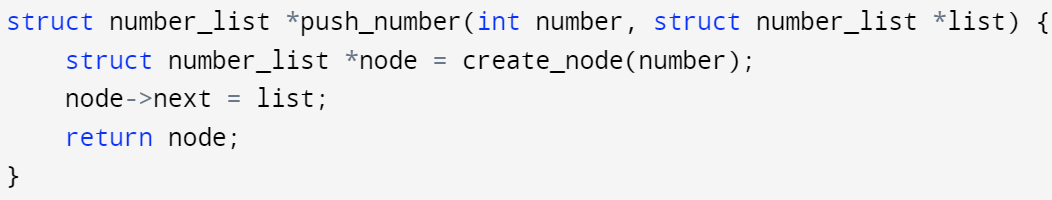 struct number_list *push_number(int number, struct number_list *list) {
    struct number_list *node = create_node(number);
    node->next = list;
    return node;
}